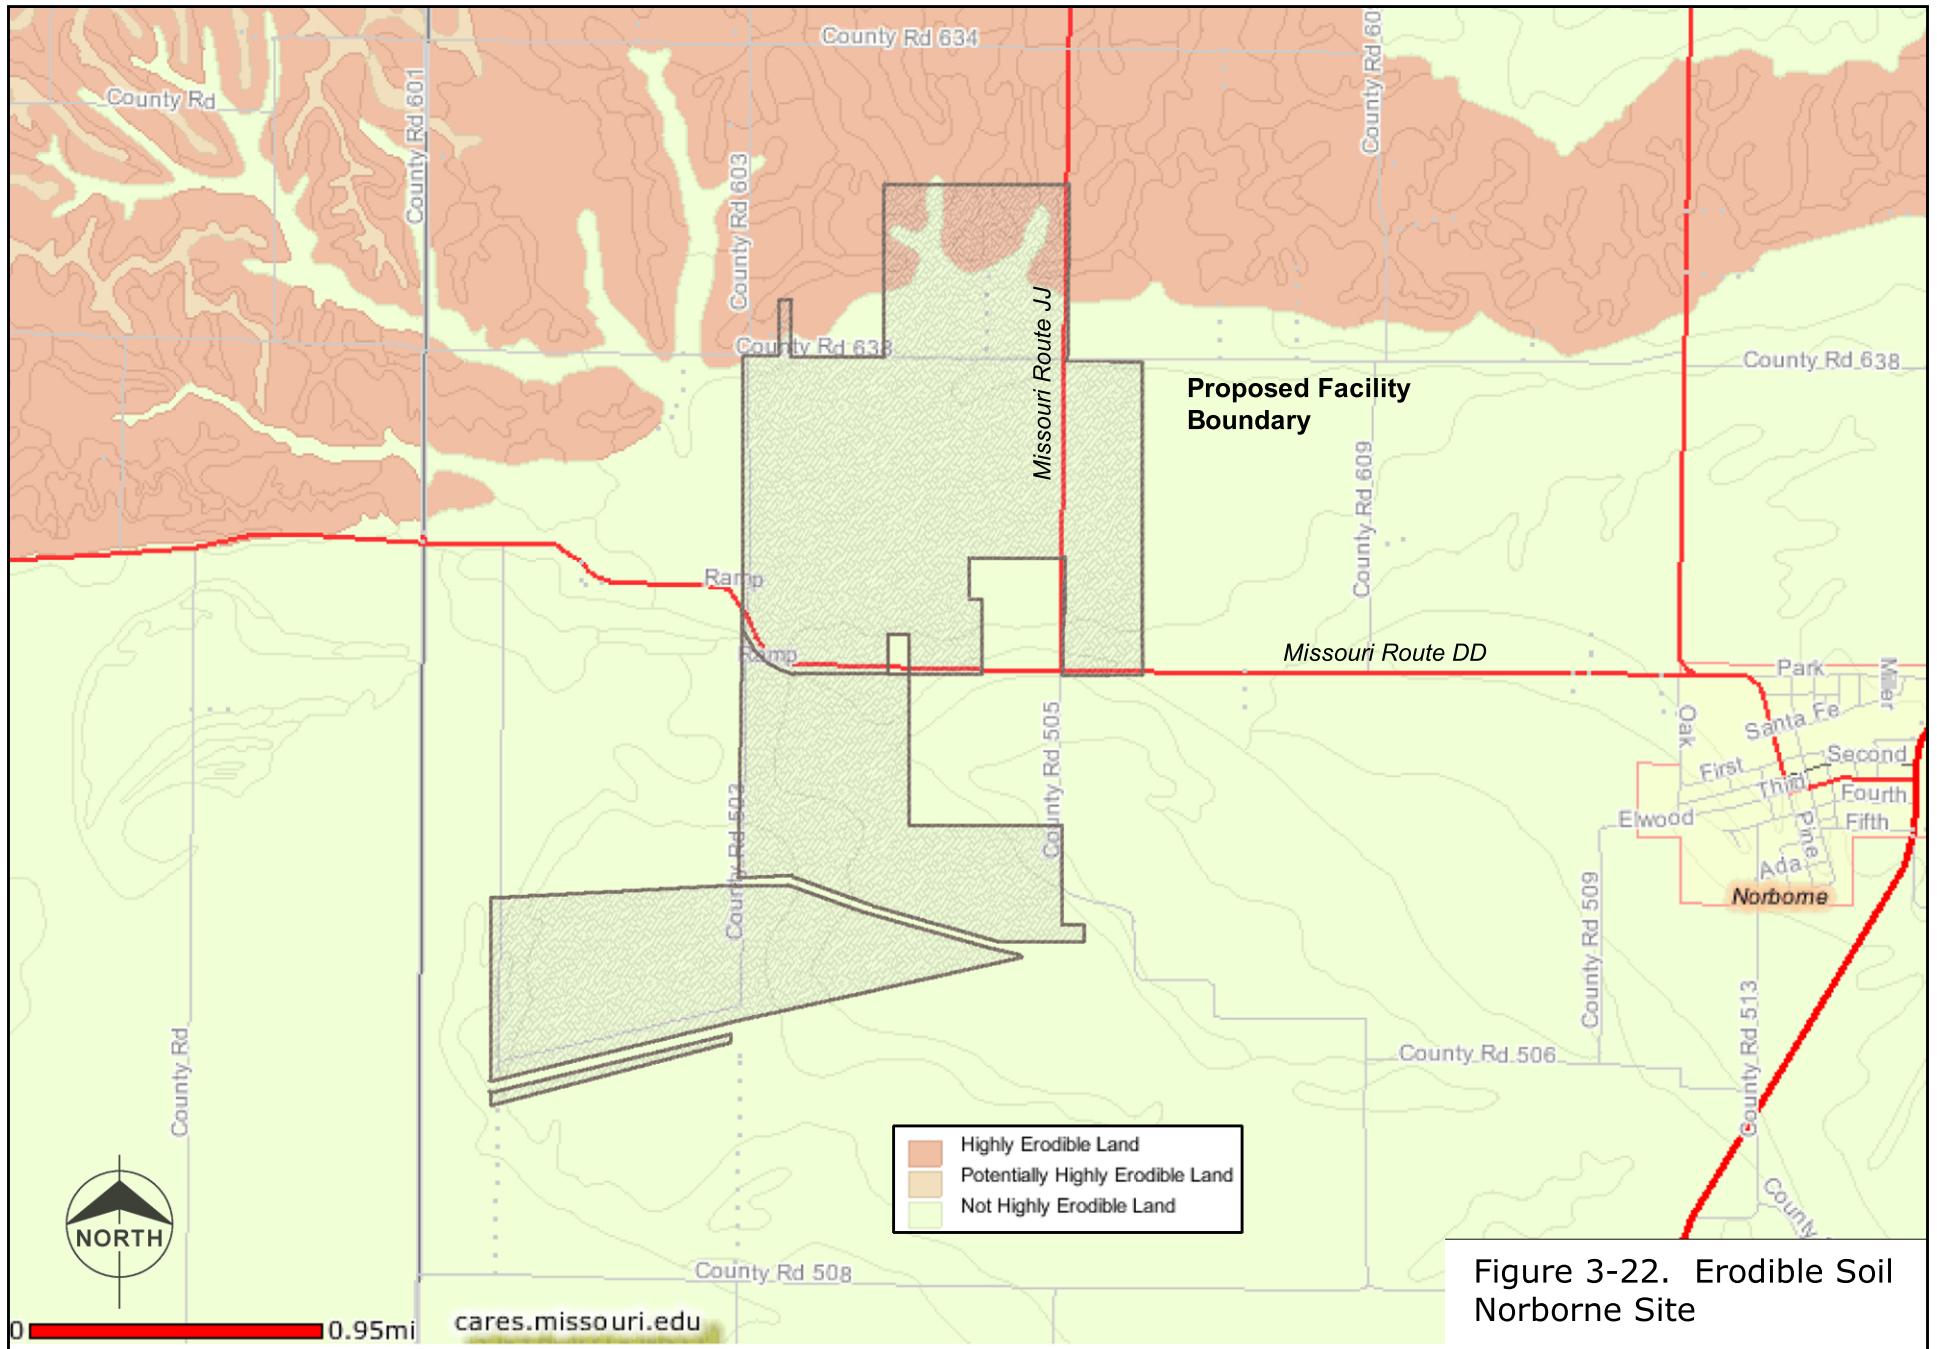 County Rd 634
County Rd 60
County Rd
County Rd 601
County Rd 603
Missouri Route JJ
County Rd 638
County Rd 638
Proposed Facility
Boundary
County Rd 609
Ramp
Ramp
Missouri Route DD
Park
Miller
Oak
Santa Fe
Second
First
Third
Fourth
Elwood
Pine
Fifth
Ada
Norborne
County Rd 503
County Rd 505
County Rd 509
County Rd 513
County Rd
County Rd 506
Highly Erodible Land
Potentially Highly Erodible Land
Not Highly Erodible Land
County
NORTH
County Rd 508
Figure 3-22. Erodible Soil
Norborne Site
0 0.95mi
cares.missouri.edu